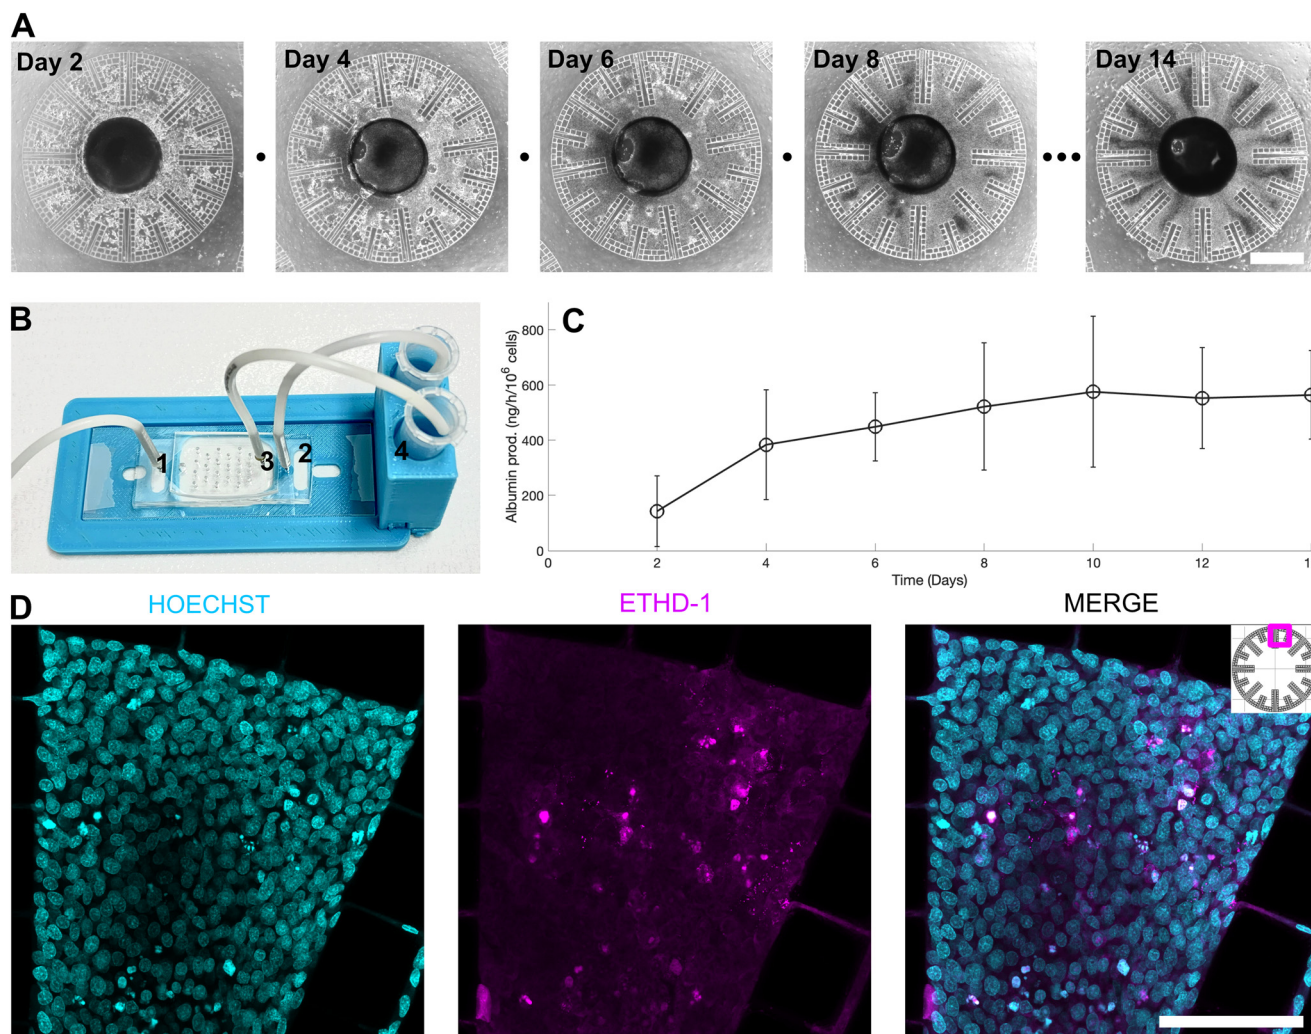 A
Day 2
Day 4
Day 6
Day 8
Day 14
B
1
3
2
4
C
Albumin prod. (ng/h/10⁶ cells)
800
600
400
200
0
0
2
4
6
8
10
12
1
Time (Days)
D
HOECHST
ETHD-1
MERGE